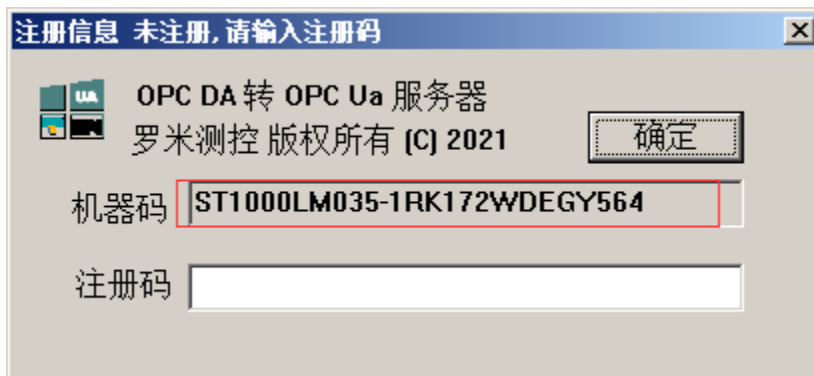 注册信息 未注册,请输入注册码
UA
OPC DA 转 OPC Ua 服务器
罗米测控 版权所有 (C) 2021
确定
机器码 ST1000LM035-1RK172WDEGY564
注册码